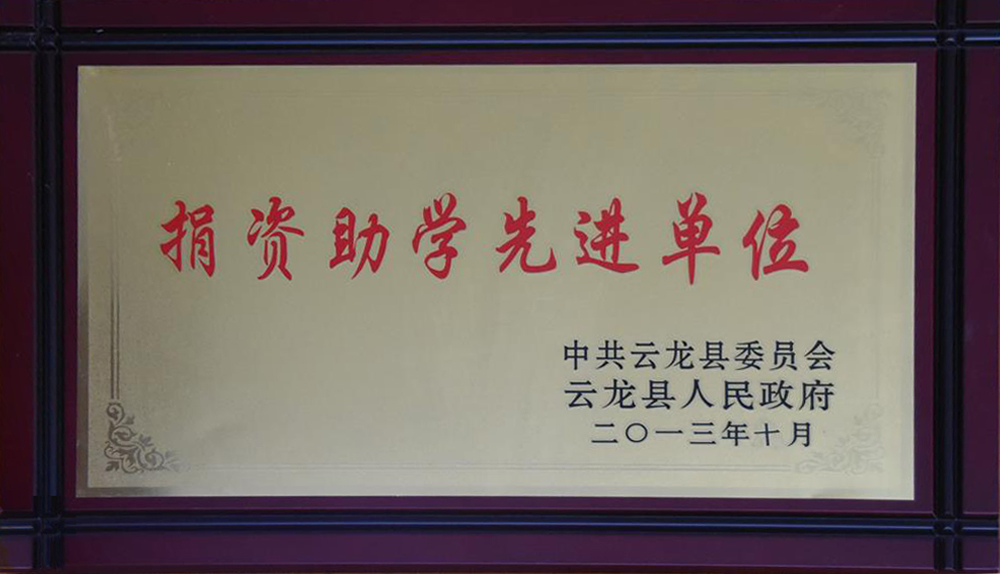 捐资助学先进单位
中共云龙县委员会
云龙县人民政府
二〇一三年十月